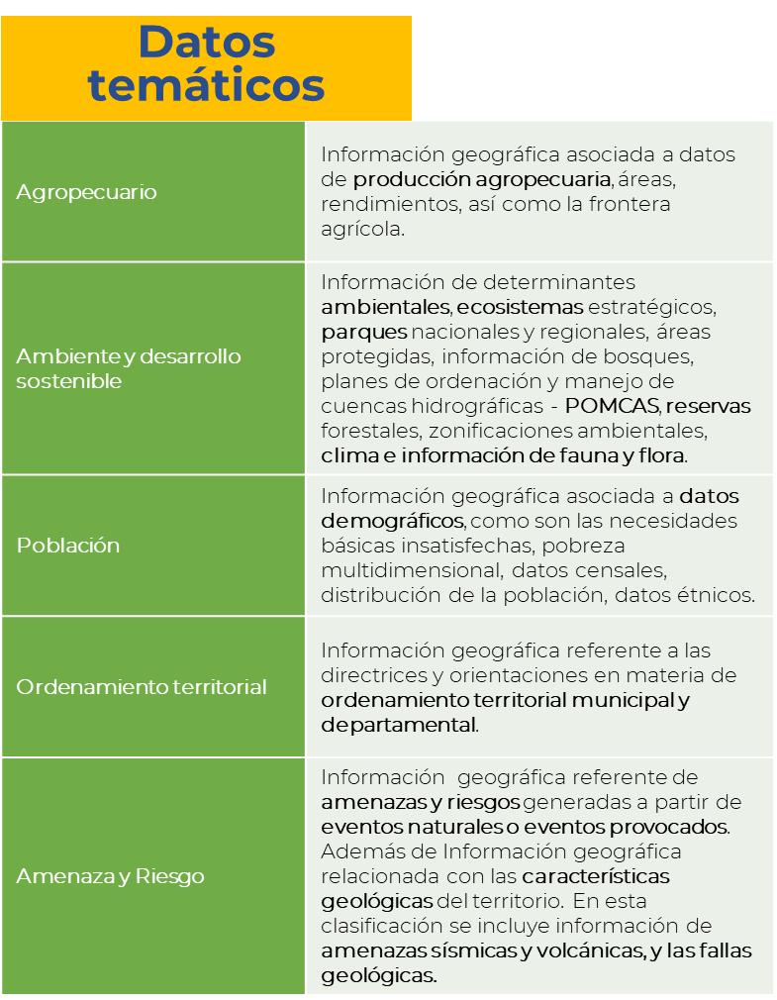 Datos
temáticos
Agropecuario
Información geográfica asociada a datos
de producción agropecuaria, áreas,
rendimientos, así como la frontera
agrícola.
Ambiente y desarrollo
sostenible
Información de determinantes
ambientales, ecosistemas estratégicos,
parques nacionales y regionales, áreas
protegidas, información de bosques,
planes de ordenación y manejo de
cuencas hidrográficas - POMCAS, reservas
forestales, zonificaciones ambientales,
clima e información de fauna y flora.
Población
Información geográfica asociada a datos
demográficos, como son las necesidades
básicas insatisfechas, pobreza
multidimensional, datos censales,
distribución de la población, datos étnicos.
Ordenamiento territorial
Información geográfica referente a las
directrices y orientaciones en materia de
ordenamiento territorial municipal y
departamental.
Amenaza y Riesgo
Información geográfica referente de
amenazas y riesgos generadas a partir de
eventos naturales o eventos provocados.
Además de Información geográfica
relacionada con las características
geológicas del territorio. En esta
clasificación se incluye información de
amenazas sísmicas y volcánicas, y las fallas
geológicas.